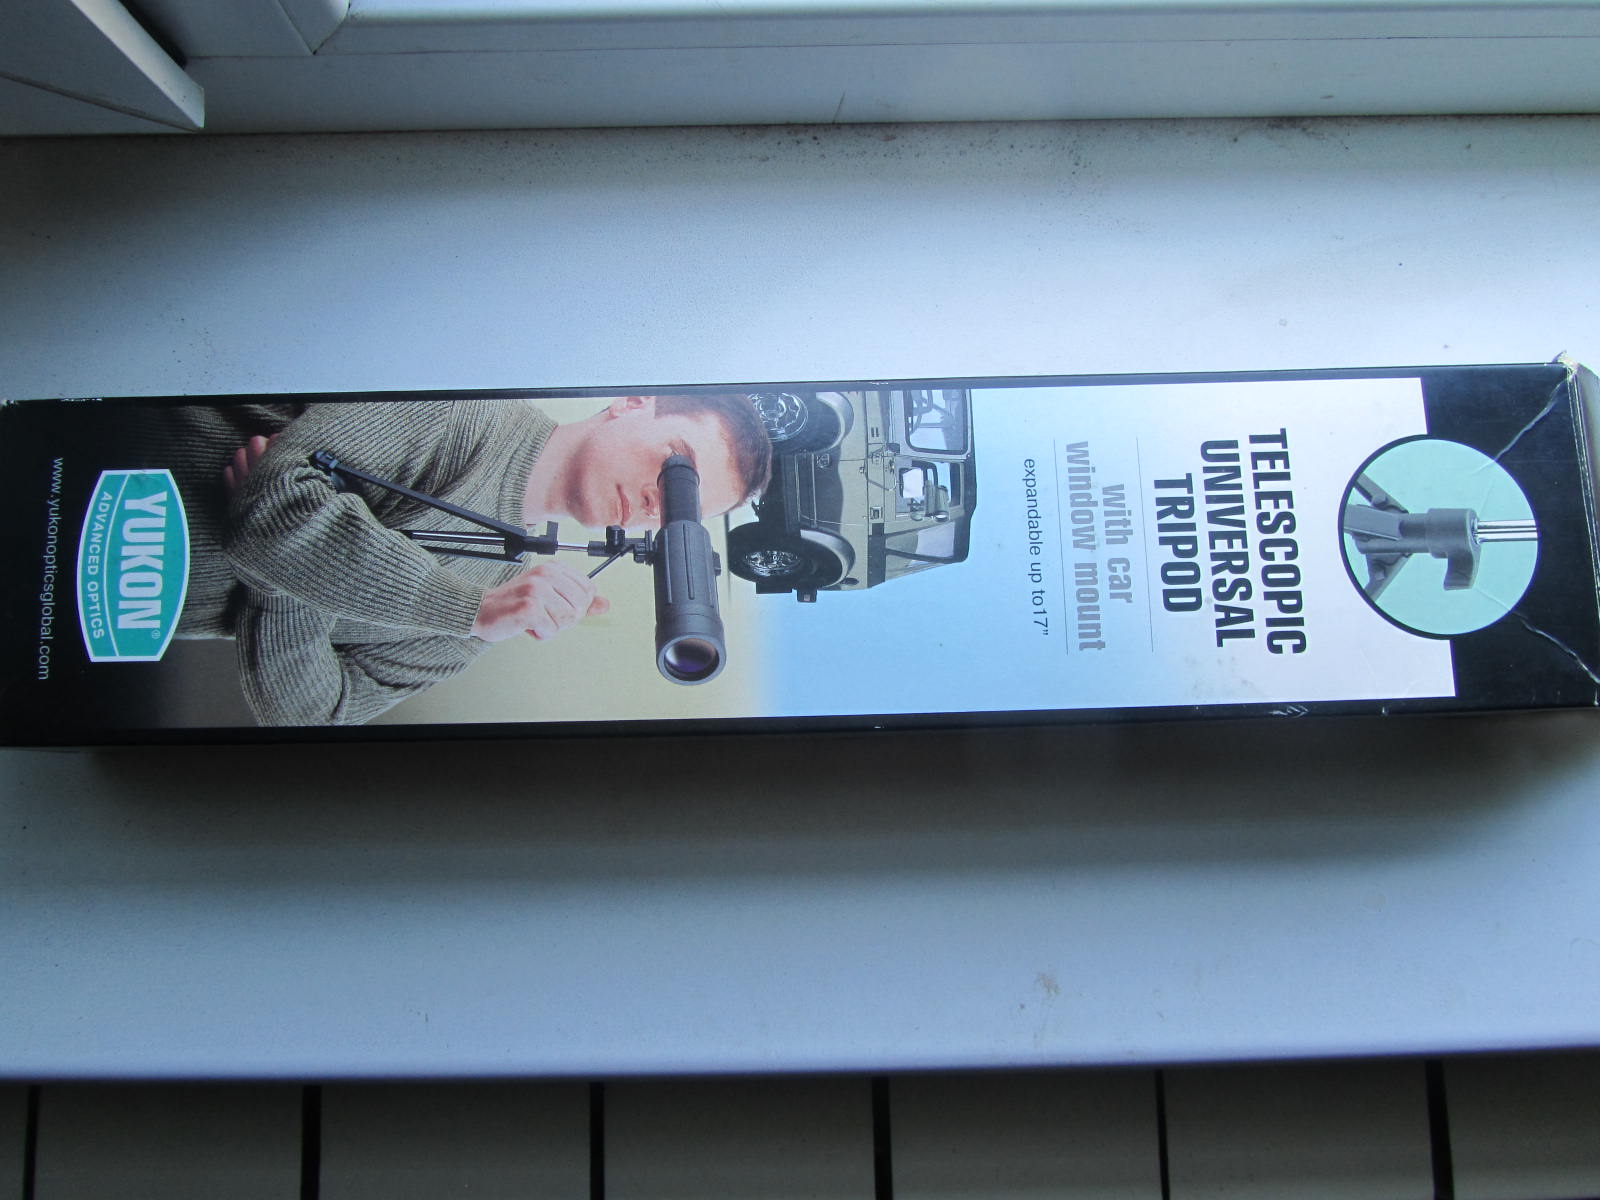 TELESCOPIC
UNIVERSAL
TRIPOD
with car
window mount
expandable up to17"
YUKON®
ADVANCED OPTICS
www.yukonopticsglobal.com